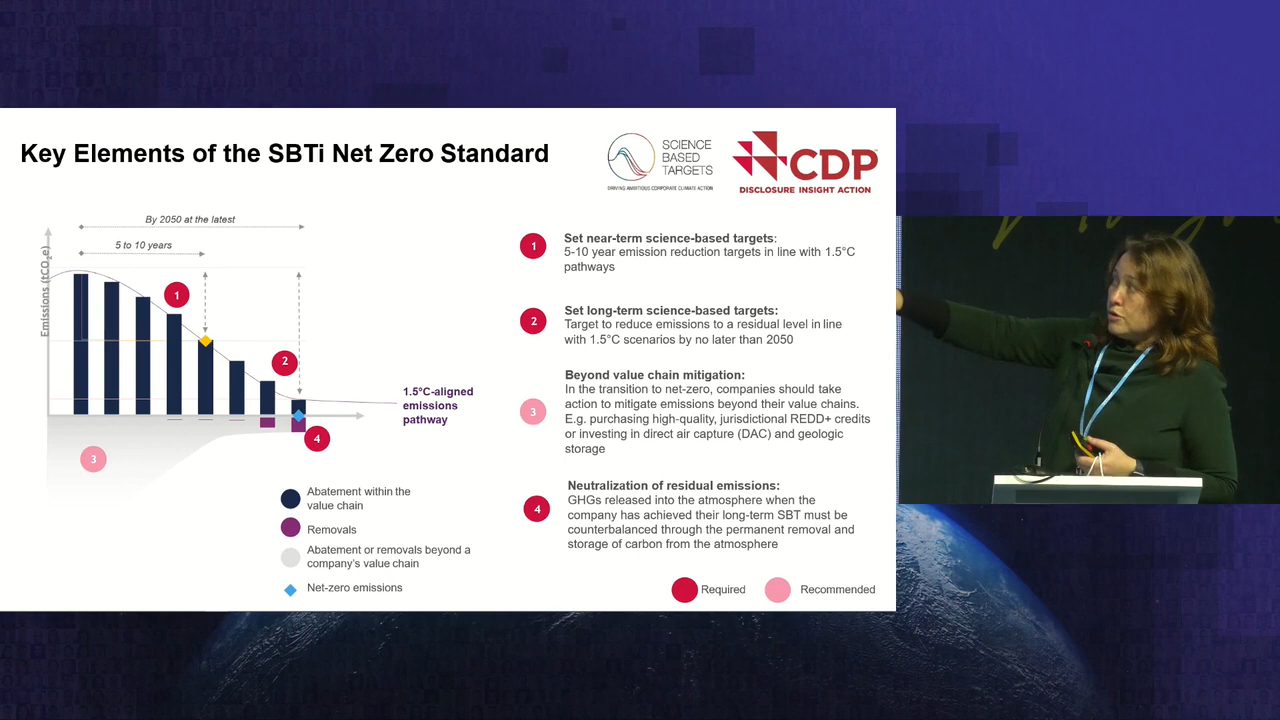 Key Elements of the SBTi Net Zero Standard
SCIENCE
BASED
TARGETS
DRIVING AMBITIOUS CORPORATE CLIMATE ACTION
CDP
DISCLOSURE INSIGHT ACTION
By 2050 at the latest
5 to 10 years
Emissions (tCO2e)
1
2
3
4
1.5°C-aligned
emissions
pathway
Abatement within the
value chain
Removals
Abatement or removals beyond a
company's value chain
Net-zero emissions
1
Set near-term science-based targets:
5-10 year emission reduction targets in line with 1.5°C
pathways
2
Set long-term science-based targets:
Target to reduce emissions to a residual level in line
with 1.5°C scenarios by no later than 2050
3
Beyond value chain mitigation:
In the transition to net-zero, companies should take
action to mitigate emissions beyond their value chains.
E.g. purchasing high-quality, jurisdictional REDD+ credits
or investing in direct air capture (DAC) and geologic
storage
4
Neutralization of residual emissions:
GHGs released into the atmosphere when the
company has achieved their long-term SBT must be
counterbalanced through the permanent removal and
storage of carbon from the atmosphere
Required
Recommended